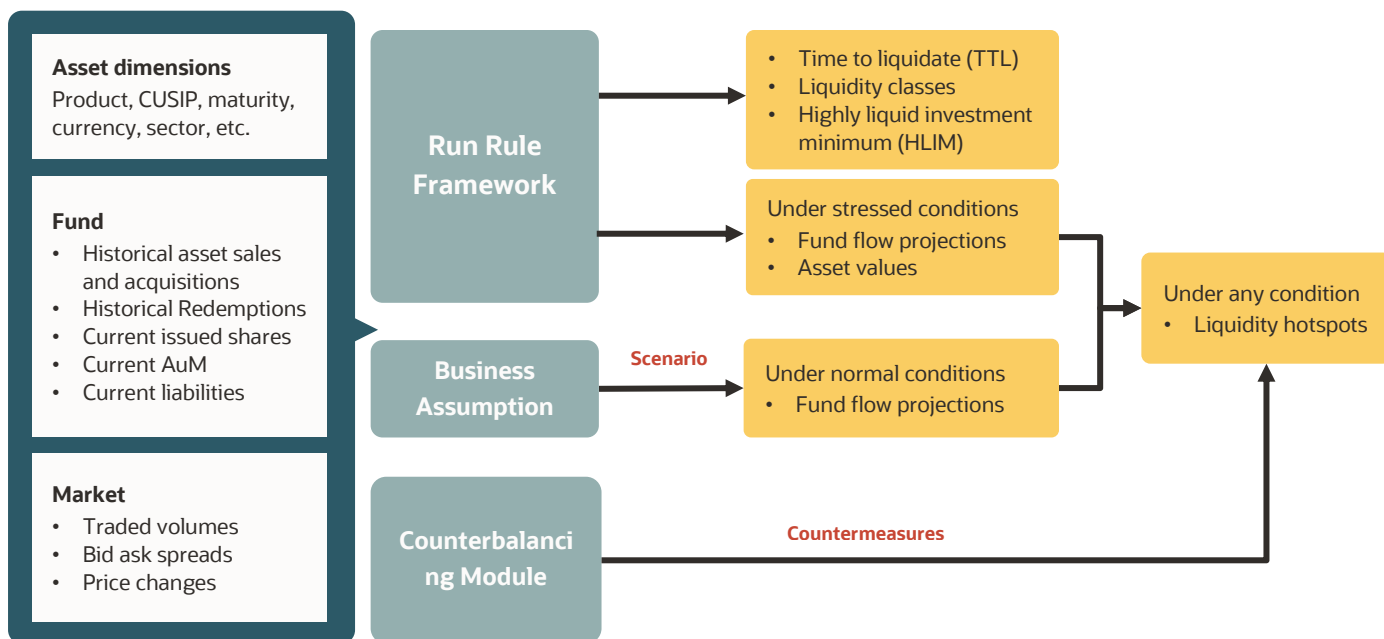 Asset dimensions
Product, CUSIP, maturity,
currency, sector, etc.
Fund
• Historical asset sales
and acquisitions
• Historical Redemptions
• Current issued shares
• Current AuM
• Current liabilities
Market
• Traded volumes
• Bid ask spreads
• Price changes
Run Rule
Framework
Business
Assumption
Counterbalanci
ng Module
Scenario
Countermeasures
• Time to liquidate (TTL)
• Liquidity classes
• Highly liquid investment
minimum (HLIM)
Under stressed conditions
• Fund flow projections
• Asset values
Under normal conditions
• Fund flow projections
Under any condition
• Liquidity hotspots